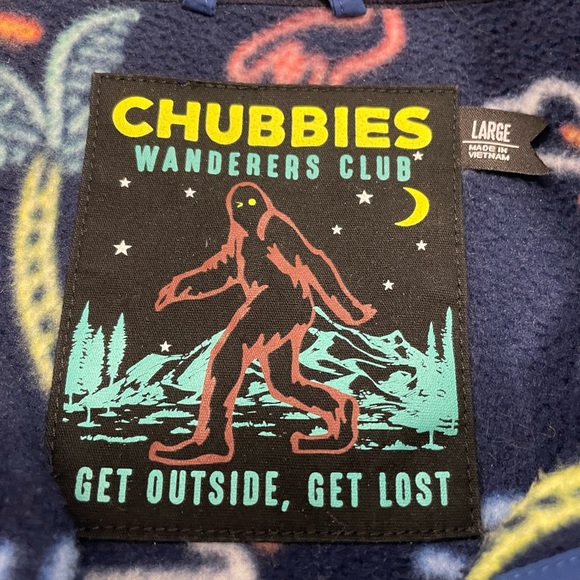 CHUBBIES
WANDERERS CLUB
LARGE
MADE IN
VIETNAM
GET OUTSIDE, GET LOST